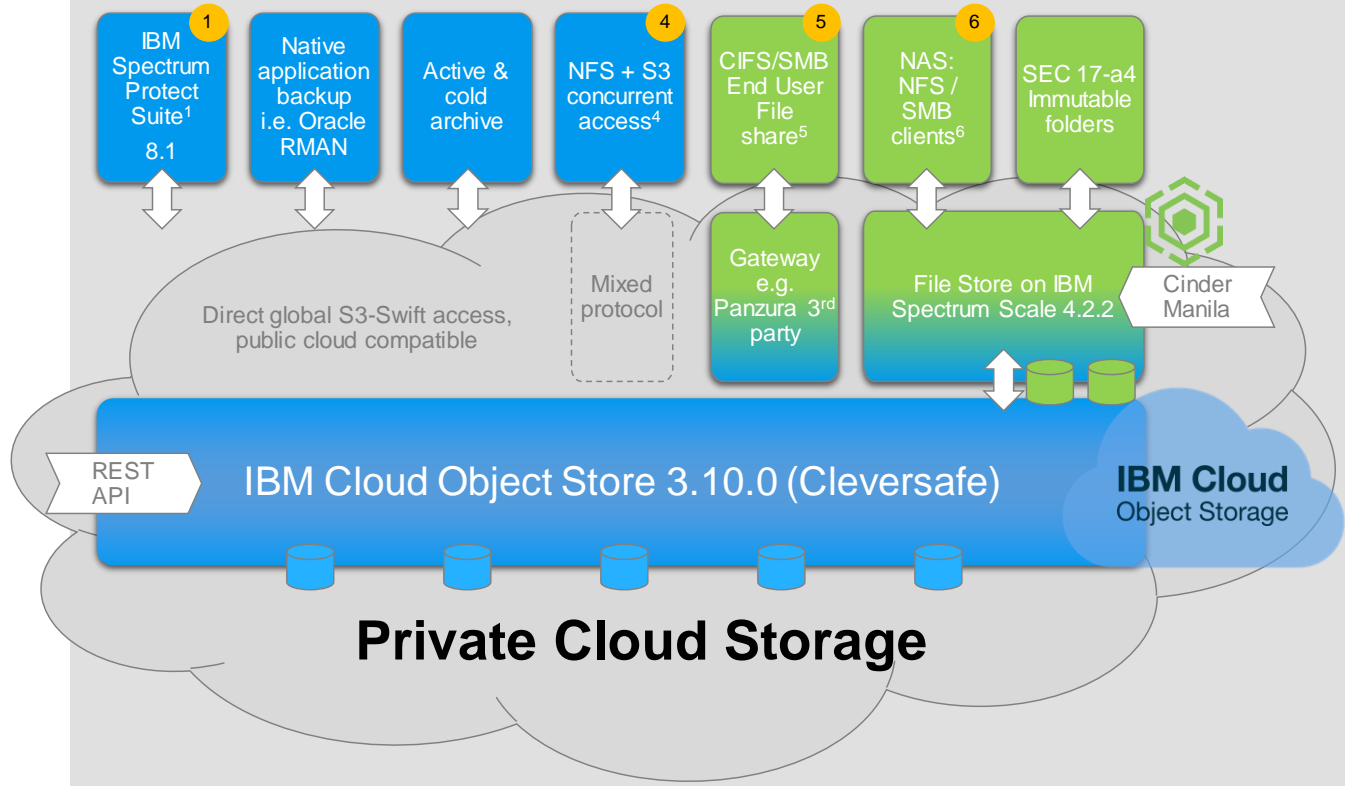 1
IBM
Spectrum
Protect
Suite1
8.1
Native
application
backup
i.e. Oracle
RMAN
Active &
cold
archive
4
NFS + S3
concurrent
access4
5
CIFS/SMB
End User
File
share5
6
NAS:
NFS /
SMB
clients6
SEC 17-a4
Immutable
folders
Direct global S3-Swift access,
public cloud compatible
Mixed
protocol
Gateway
e.g.
Panzura 3rd
party
File Store on IBM
Spectrum Scale 4.2.2
Cinder
Manila
REST
API
IBM Cloud Object Store 3.10.0 (Cleversafe)
IBM Cloud
Object Storage
Private Cloud Storage